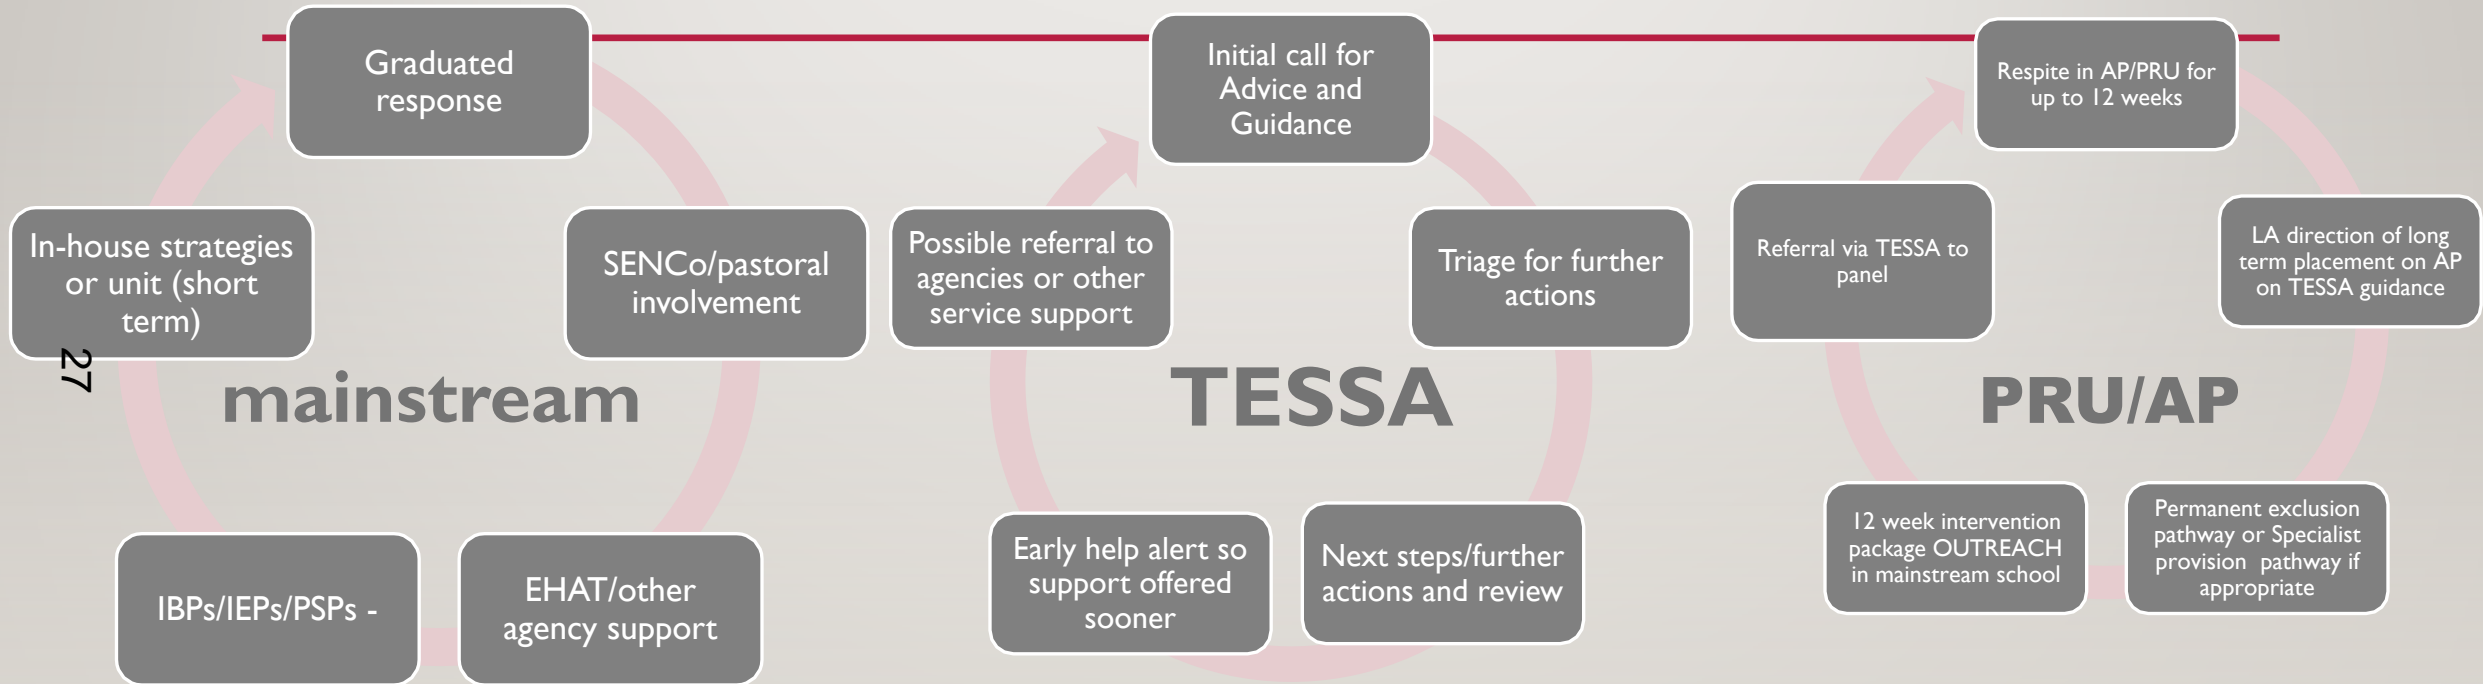 Graduated
response
SENCo/pastoral
involvement
EHAT/other
agency support
IBPs/IEPs/PSPs -
In-house strategies
or unit (short
term)
mainstream
27
Initial call for
Advice and
Guidance
Triage for further
actions
Next steps/further
actions and review
Early help alert so
support offered
sooner
Possible referral to
agencies or other
service support
TESSA
Respite in AP/PRU for
up to 12 weeks
LA direction of long
term placement on AP
on TESSA guidance
Permanent exclusion
pathway or Specialist
provision pathway if
appropriate
12 week intervention
package OUTREACH
in mainstream school
Referral via TESSA to
panel
PRU/AP